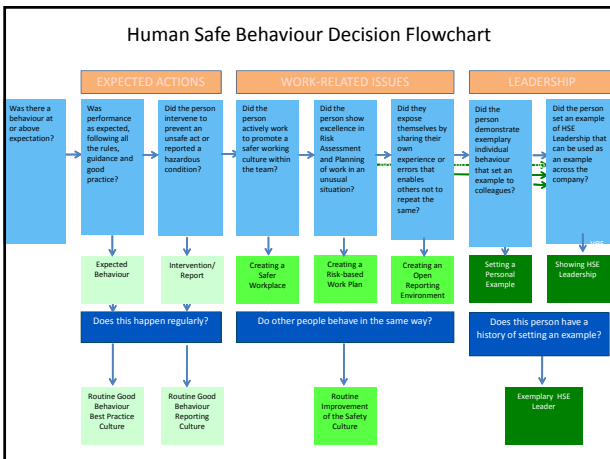 Human Safe Behaviour Decision Flowchart
EXPECTED ACTIONS
WORK-RELATED ISSUES
LEADERSHIP
Was there a
behaviour at
or above
expectation?
Was
performance
as expected,
following all
the rules,
guidance and
good
practice?
Did the person
intervene to
prevent an
unsafe act or
reported a
hazardous
condition?
Did the
person
actively work
to promote a
safer working
culture within
the team?
Did the
person show
excellence in
Risk
Assessment
and Planning
of work in an
unusual
situation?
Did they
expose
themselves by
sharing their
own
experience or
errors that
enables
others not to
repeat the
same?
Did the
person
demonstrate
exemplary
individual
behaviour
that set an
example to
colleagues?
Did the
person set an
example of
HSE
Leadership
that can be
used as
an example
across the
company?
Expected
Behaviour
Intervention/
Report
Creating a
Safer
Workplace
Creating a
Risk-based
Work Plan
Creating an
Open
Reporting
Environment
Setting a
Personal
Example
Showing HSE
Leadership
Does this happen regularly?
Do other people behave in the same way?
Does this person have a
history of setting an example?
Routine Good
Behaviour
Best Practice
Culture
Routine Good
Behaviour
Reporting
Culture
Routine
Improvement
of the Safety
Culture
Exemplary HSE
Leader